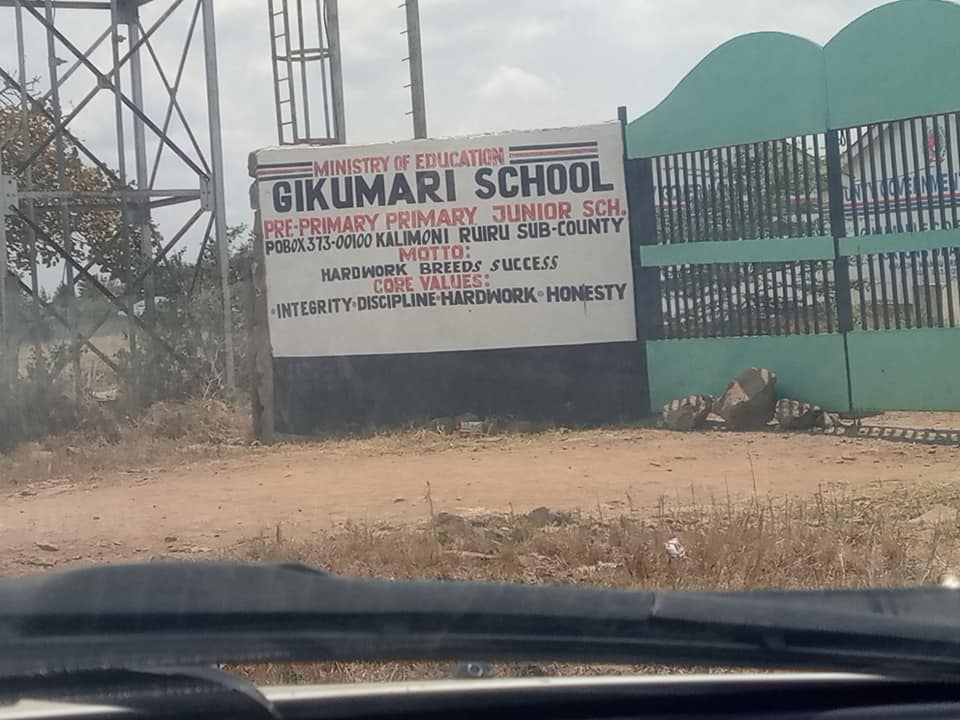 MINISTRY OF EDUCATION
GIKUMARI SCHOOL
PRE-PRIMARY PRIMARY JUNIOR SCH.
P.O BOX 373-00100 KALIMONI RUIRU SUB-COUNTY
MOTTO:
HARDWORK BREEDS SUCCESS
CORE VALUES:
•INTEGRITY•DISCIPLINE•HARDWORK•HONESTY